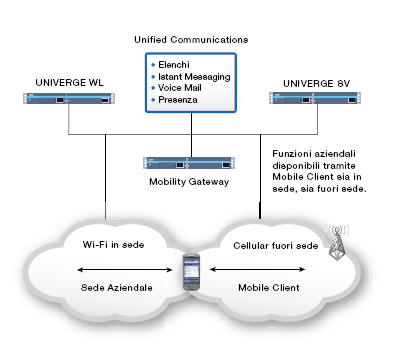 Unified Communications
• Elenchi
• Istant Messaging
• Voice Mail
• Presenza
UNIVERGE WL
UNIVERGE SV
Mobility Gateway
Funzioni aziendali
disponibili tramite
Mobile Client sia in
sede, sia fuori sede.
Wi-Fi in sede
Cellular fuori sede
Sede Aziendale
Mobile Client